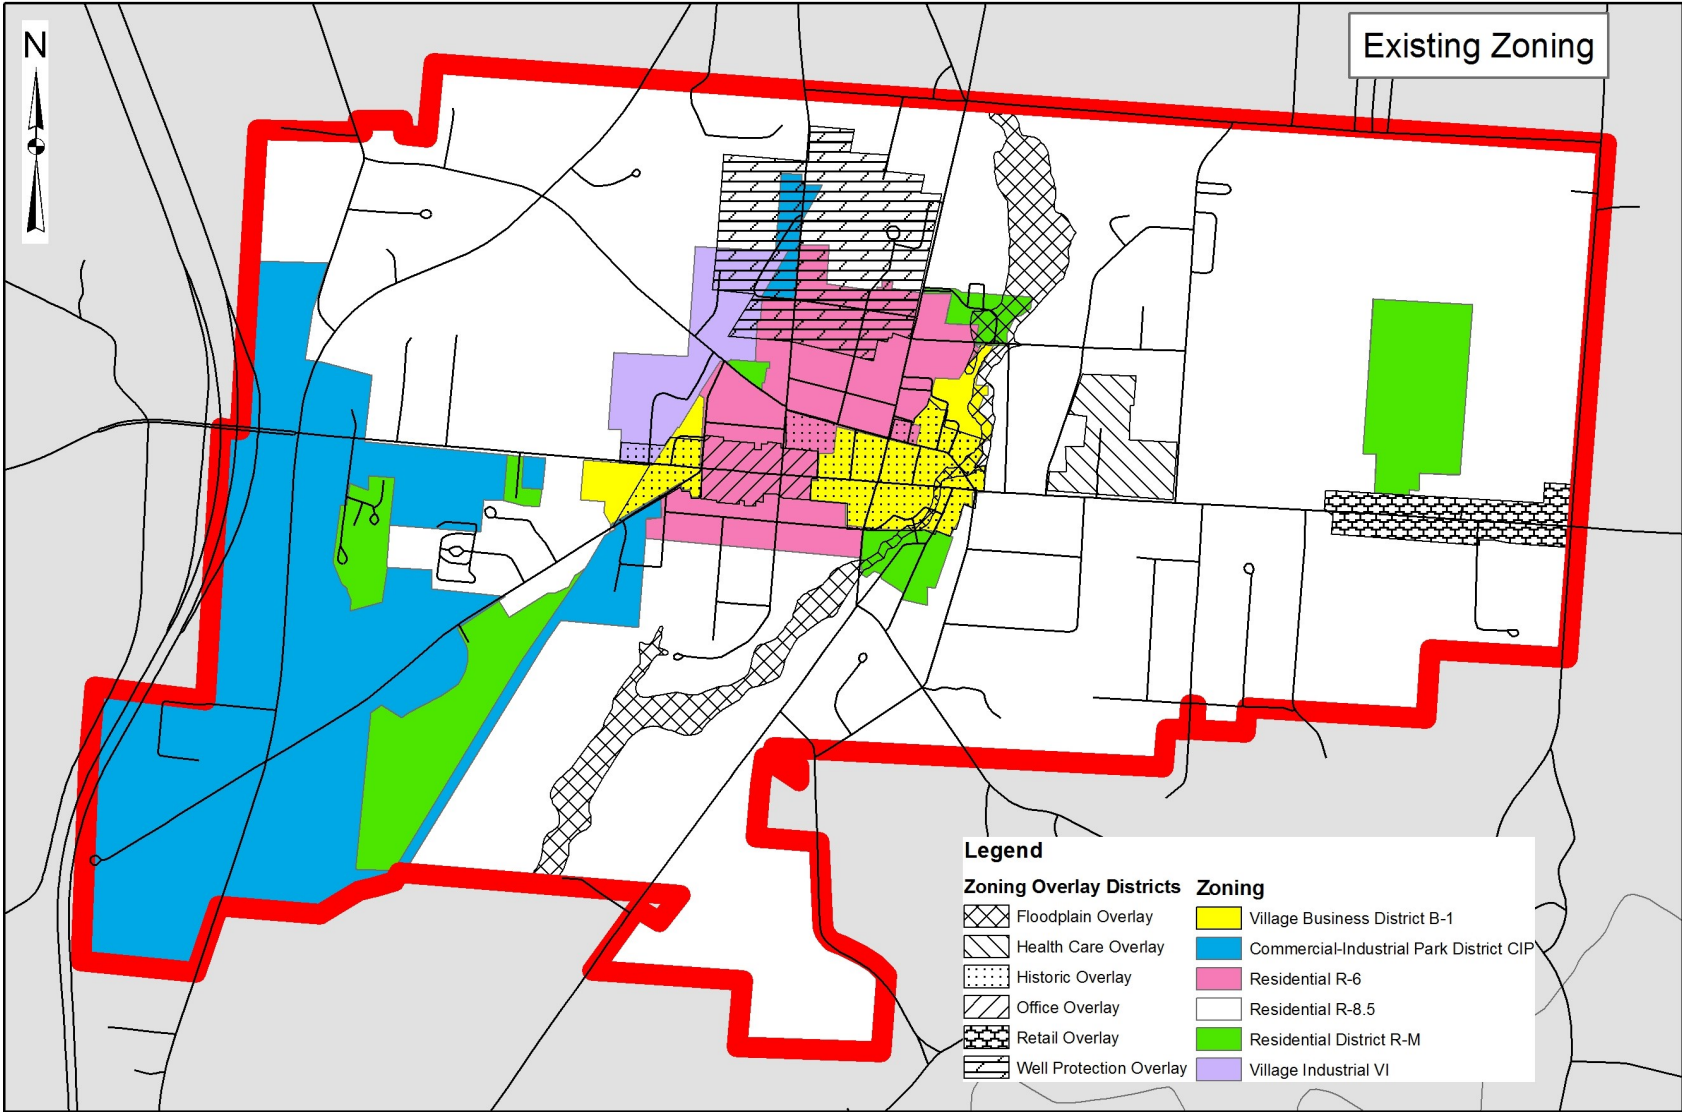 N
Existing Zoning
Legend
Zoning Overlay Districts
Floodplain Overlay
Health Care Overlay
Historic Overlay
Office Overlay
Retail Overlay
Well Protection Overlay
Zoning
Village Business District B-1
Commercial-Industrial Park District CIP
Residential R-6
Residential R-8.5
Residential District R-M
Village Industrial VI